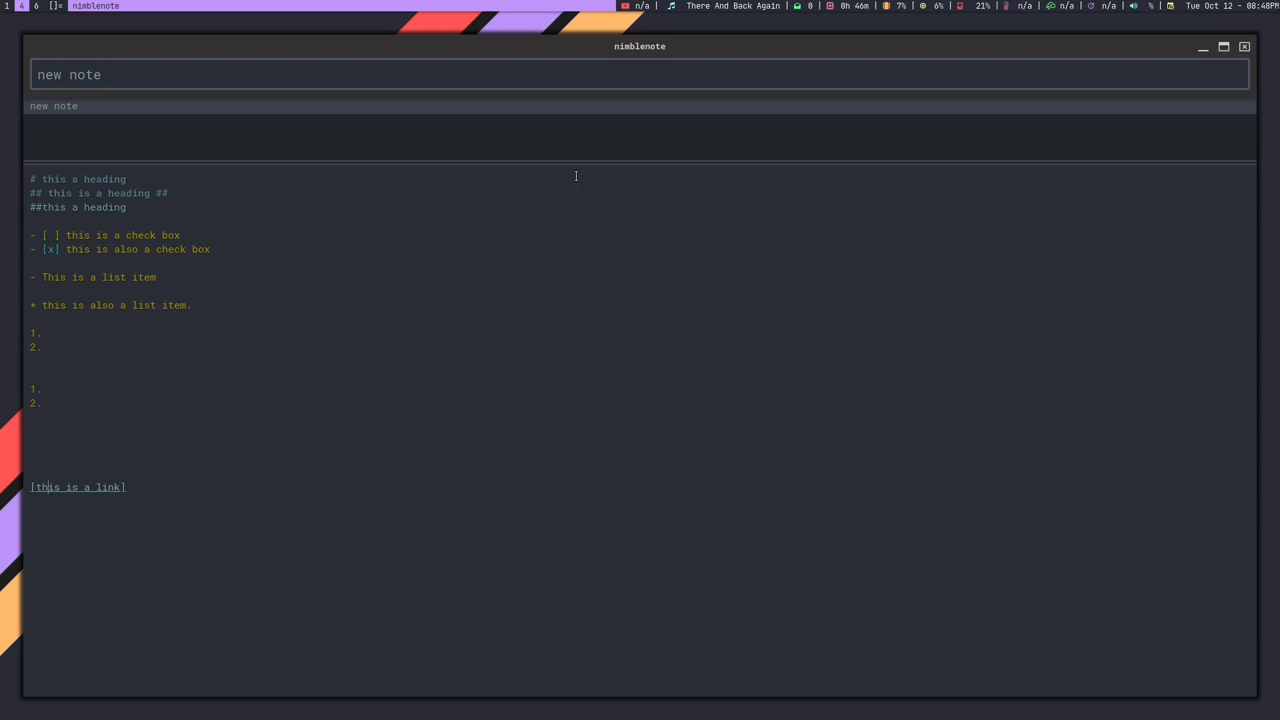 1 4 6 []= nimblenote n/a | There And Back Again | 0 | 0h 46m | 7% | 6% | 21% | n/a | n/a | n/a | % | Tue Oct 12 - 08:48PM
nimblenote
new note
new note
# this a heading
## this is a heading ##
##this a heading
- [ ] this is a check box
- [x] this is also a check box
- This is a list item
* this is also a list item.
1.
2.
1.
2.
[this is a link]